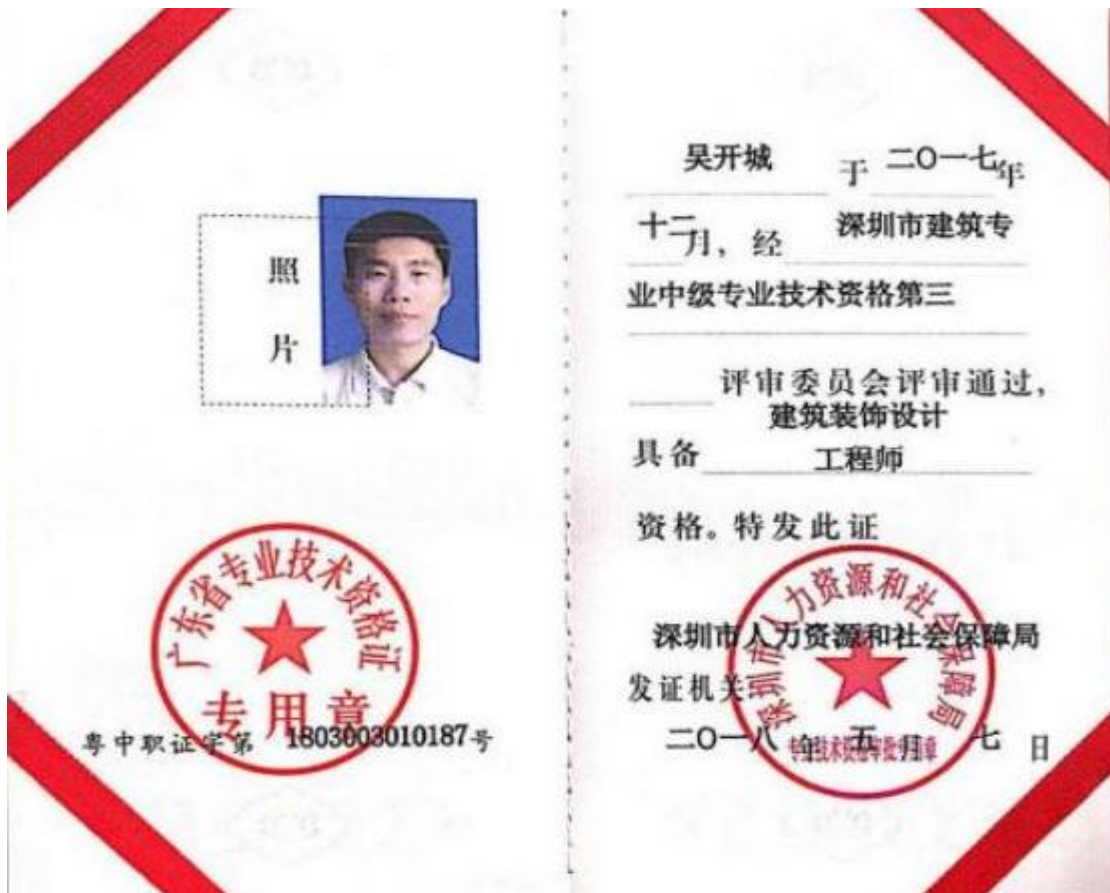 照
片
广东省专业技术资格证
专用章
粤中职证字第 1803003010187号
吴开城 于 二〇一七年
十二月，经 深圳市建筑专
业中级专业技术资格第三
评审委员会评审通过，
建筑装饰设计
具备 工程师
资格。特发此证
深圳市人力资源和社会保障局
深圳市人力资源和社会保障局
发证机关
二〇一八 年 五 月 七 日